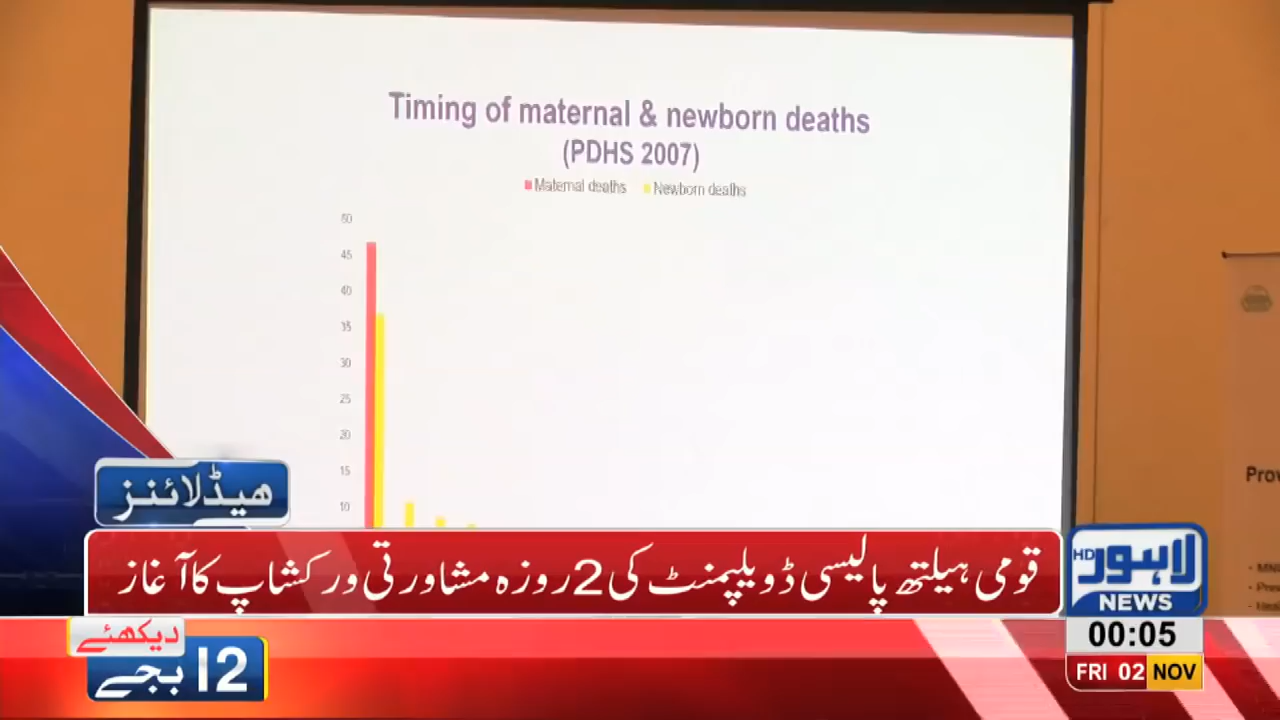 Timing of maternal & newborn deaths
(PDHS 2007)
Maternal deaths Newborn deaths
50
45
40
35
30
25
20
15
10
ھیڈلائنز
قومی ہیلتھ پالیسی ڈویلپمنٹ کی 2 روزہ مشاورتی ورکشاپ کا آغاز
لاہور HD
NEWS
00:05
FRI 02 NOV
دیکھئے
12 بجے